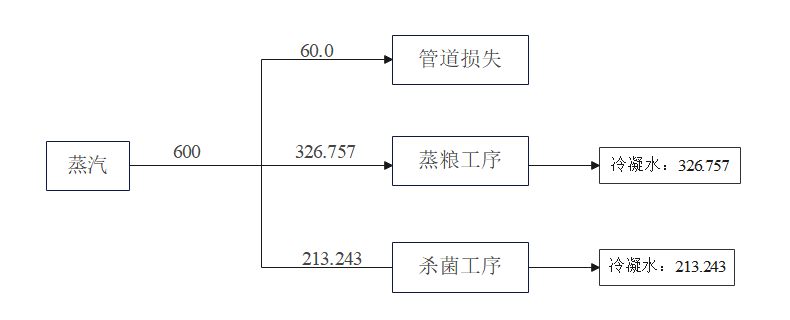 60.0
管道损失
蒸汽
600
326.757
蒸粮工序
冷凝水：326.757
213.243
杀菌工序
冷凝水：213.243